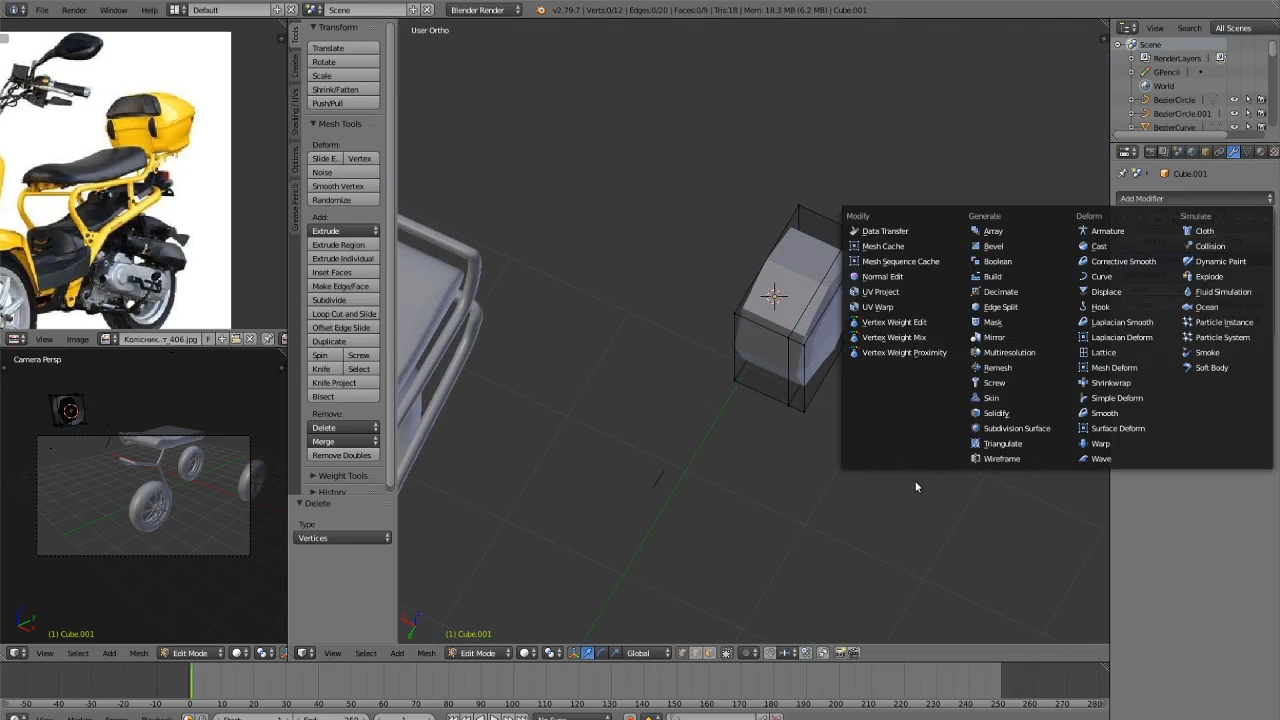 File
Render
Window
Help
Default
Scene
Blender Render
v2.79.7 | Verts:0/12 | Edges:0/20 | Faces:0/9 | Tris:18 | Mem: 18.3 MB (6.2 MB) | Cube.001
User Ortho
Tools
Create
Shading / UVs
Options
Grease Pencil
Transform
Translate
Rotate
Scale
Shrink/Fatten
Push/Pull
Mesh Tools
Deform:
Slide E..
Vertex
Noise
Smooth Vertex
Randomize
Add:
Extrude
Extrude Region
Extrude Individual
Inset Faces
Make Edge/Face
Subdivide
Loop Cut and Slide
Offset Edge Slide
Duplicate
Spin
Screw
Knife
Select
Knife Project
Bisect
Remove:
Delete
Merge
Remove Doubles
Weight Tools
History
Delete
Type
Vertices
View
Image
Колісник..т_406.jpg
F
Camera Persp
(1) Cube.001
View
Select
Add
Mesh
Edit Mode
(1) Cube.001
View
Select
Add
Mesh
Edit Mode
Global
View
Search
All Scenes
Scene
RenderLayers
GPencil
World
BezierCircle
BezierCircle.001
BezierCurve
Cube.001
Add Modifier
Modify
Data Transfer
Mesh Cache
Mesh Sequence Cache
Normal Edit
UV Project
UV Warp
Vertex Weight Edit
Vertex Weight Mix
Vertex Weight Proximity
Generate
Array
Bevel
Boolean
Build
Decimate
Edge Split
Mask
Mirror
Multiresolution
Remesh
Screw
Skin
Solidify
Subdivision Surface
Triangulate
Wireframe
Deform
Armature
Cast
Corrective Smooth
Curve
Displace
Hook
Laplacian Smooth
Laplacian Deform
Lattice
Mesh Deform
Shrinkwrap
Simple Deform
Smooth
Surface Deform
Warp
Wave
Simulate
Cloth
Collision
Dynamic Paint
Explode
Fluid Simulation
Ocean
Particle Instance
Particle System
Smoke
Soft Body
-50 -40 -30 -20 -10 0 10 20 30 40 50 60 70 80 90 100 110 120 130 140 150 160 170 180 190 200 210 220 230 240 250 260 270 280